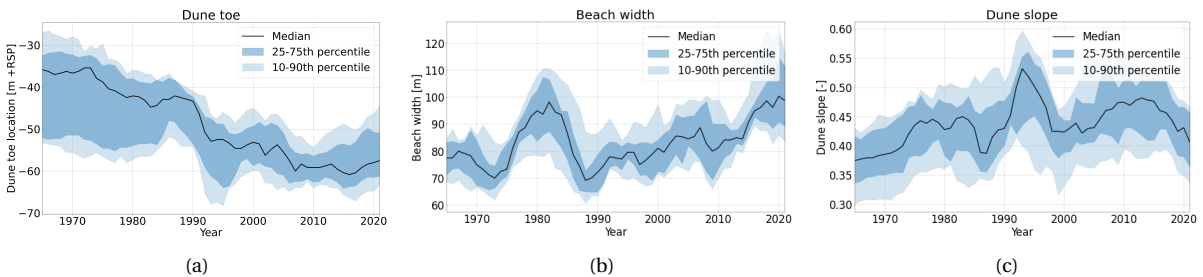 Dune toe
Dune toe location [m +RSP]
−30
−40
−50
−60
−70
1970 1980 1990 2000 2010 2020
Year
Median
25-75th percentile
10-90th percentile
(a)
Beach width
Beach width [m]
120
110
100
90
80
70
60
1970 1980 1990 2000 2010 2020
Year
Median
25-75th percentile
10-90th percentile
(b)
Dune slope
Dune slope [-]
0.60
0.55
0.50
0.45
0.40
0.35
0.30
1970 1980 1990 2000 2010 2020
Year
Median
25-75th percentile
10-90th percentile
(c)